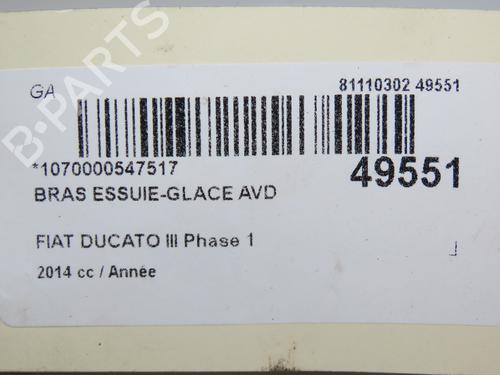 GA
81110302 49551
*1070000547517
49551
BRAS ESSUIE-GLACE AVD
FIAT DUCATO III Phase 1
2014 cc / Année
B-PARTS